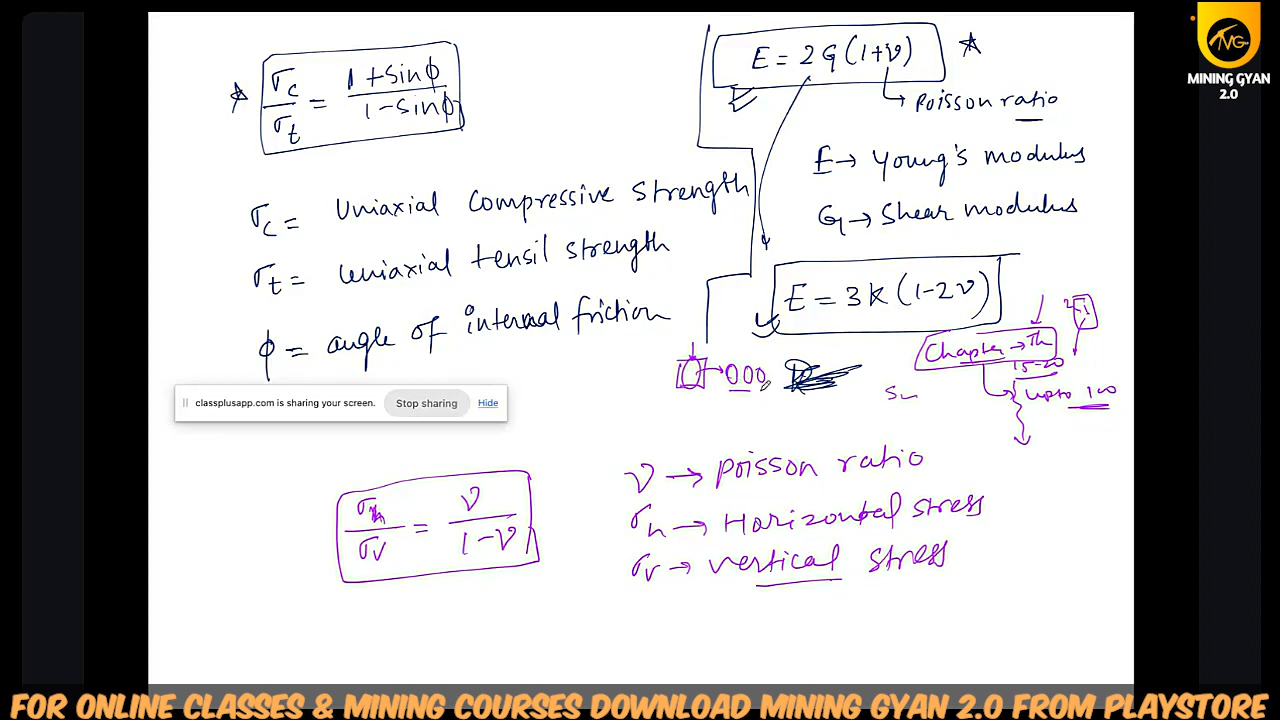 σc/σt = 1+sinϕ/1-sinϕ
σc = Uniaxial compressive strength
σt = Uniaxial tensil strength
ϕ = angle of internal friction
E = 2G(1+ν)
Poisson ratio
E→ Young's modulus
G→ Shear modulus
E = 3K(1-2ν)
Chapter → Th
15-20
upto 100
000
classplusapp.com is sharing your screen. Stop sharing Hide
σh/σv = ν/1-ν
ν → Poisson ratio
σh → Horizontal stress
σv → vertical stress
MINING GYAN
2.0
FOR ONLINE CLASSES & MINING COURSES DOWNLOAD MINING GYAN 2.0 FROM PLAYSTORE